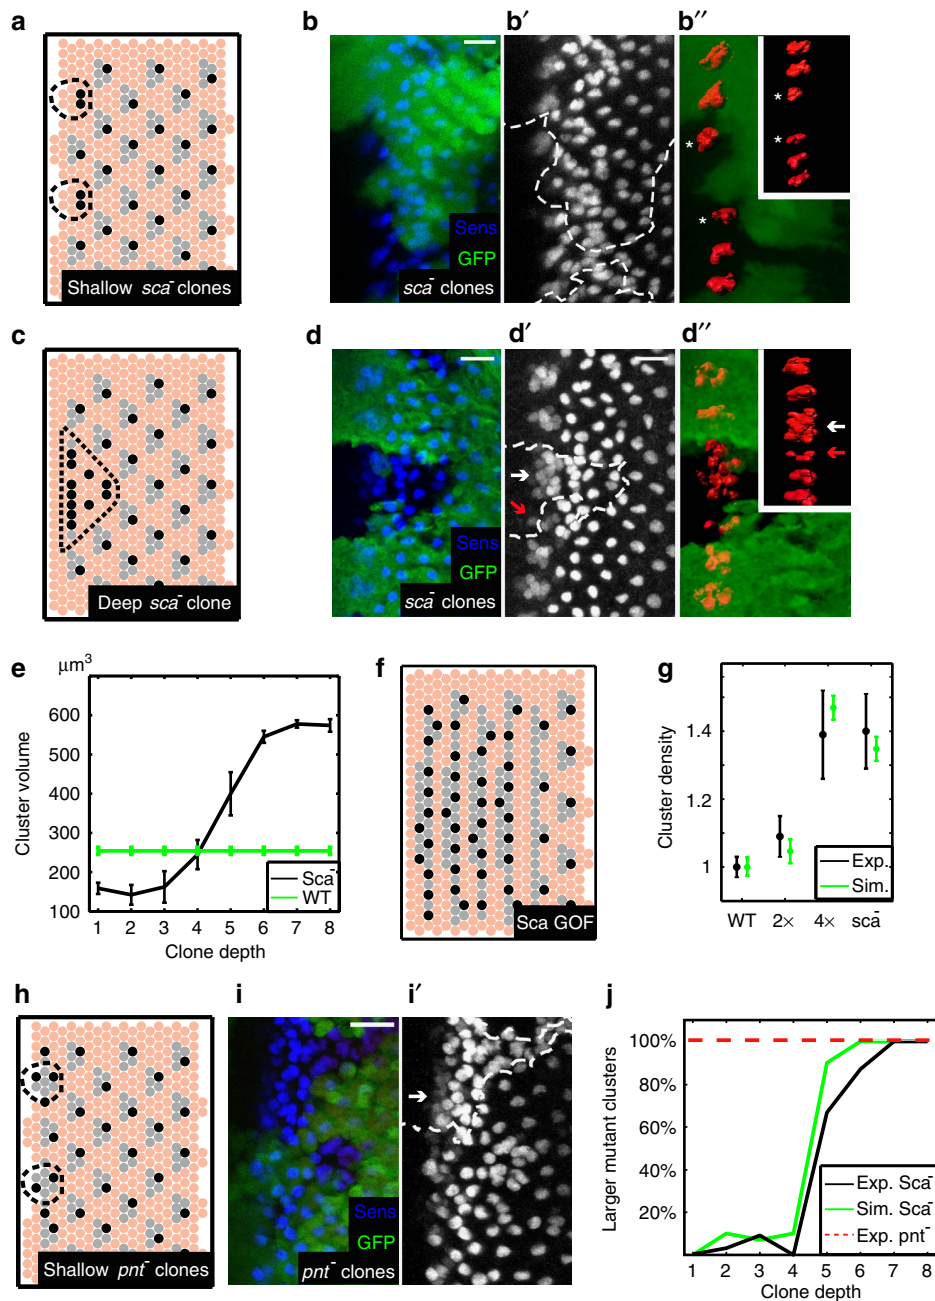 a
b
b′
b′′
Shallow sca⁻ clones
Sens
GFP
sca⁻ clones
*
*
*
*
c
d
d′
d′′
Deep sca⁻ clone
Sens
GFP
sca⁻ clones
e
μm³
Cluster volume
600
500
400
300
200
100
1 2 3 4 5 6 7 8
Clone depth
Sca⁻
WT
f
Sca GOF
g
Cluster density
1.4
1.2
1
WT 2× 4× sca⁻
Exp.
Sim.
h
i
i′
Shallow pnt⁻ clones
Sens
GFP
pnt⁻ clones
j
Larger mutant clusters
100%
80%
60%
40%
20%
1 2 3 4 5 6 7 8
Clone depth
Exp. Sca⁻
Sim. Sca⁻
Exp. pnt⁻